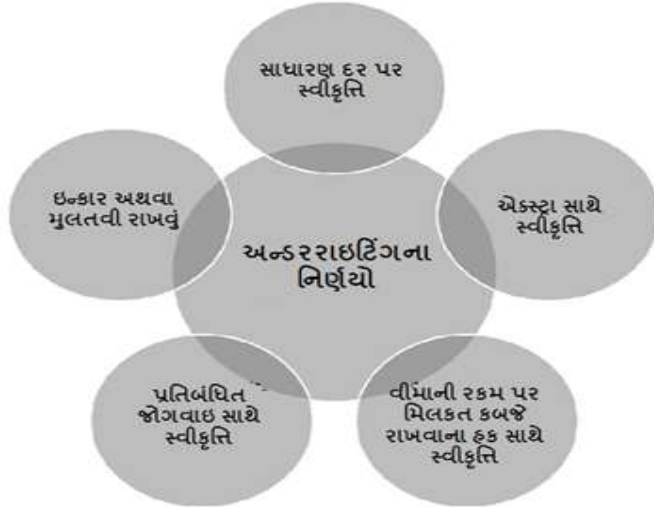 સાધારણ દર પર
સ્વીકૃત્તિ
ઇન્કાર અથવા
મુલતવી રાખવું
એક્સ્ટ્રા સાથે
સ્વીકૃત્તિ
અન્ડરરાઇટિંગના
નિર્ણયો
પ્રતિબંધિત
જોગવાઇ સાથે
સ્વીકૃત્તિ
વીમાની રકમ પર
મિલકત કબજે
રાખવાના હક સાથે
સ્વીકૃત્તિ